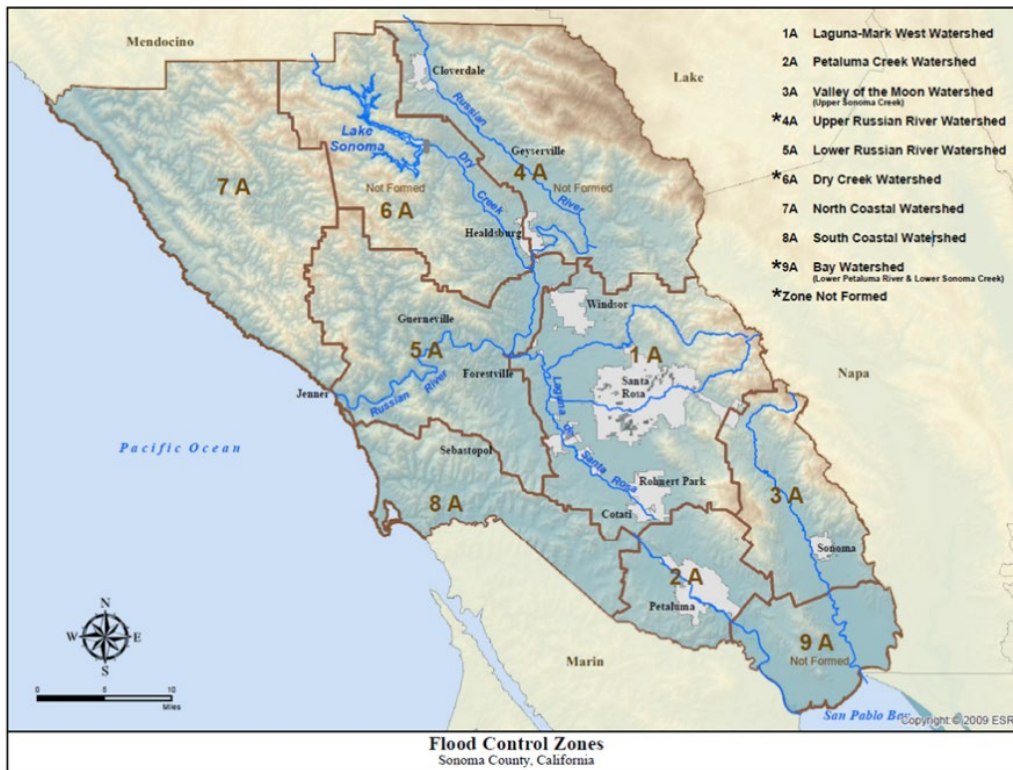 Mendocino
Lake
Cloverdale
Russian
River
Lake
Sonoma
Dry
Creek
Geyserville
4 A
Not Formed
7 A
Not Formed
6 A
Healdsburg
Windsor
Guerneville
5 A
1 A
Forestville
Santa
Rosa
Napa
Jenner
Russian River
Laguna de Santa Rosa
Pacific Ocean
Sebastopol
Rohnert Park
3 A
8 A
Cotati
Sonoma
2 A
Petaluma
9 A
Not Formed
Marin
San Pablo Bay
N
W E
S
0 5 10
Miles
1A Laguna-Mark West Watershed
2A Petaluma Creek Watershed
3A Valley of the Moon Watershed
(Upper Sonoma Creek)
*4A Upper Russian River Watershed
5A Lower Russian River Watershed
*6A Dry Creek Watershed
7A North Coastal Watershed
8A South Coastal Watershed
*9A Bay Watershed
(Lower Petaluma River & Lower Sonoma Creek)
*Zone Not Formed
Copyright © 2009 ESR
Flood Control Zones
Sonoma County, California